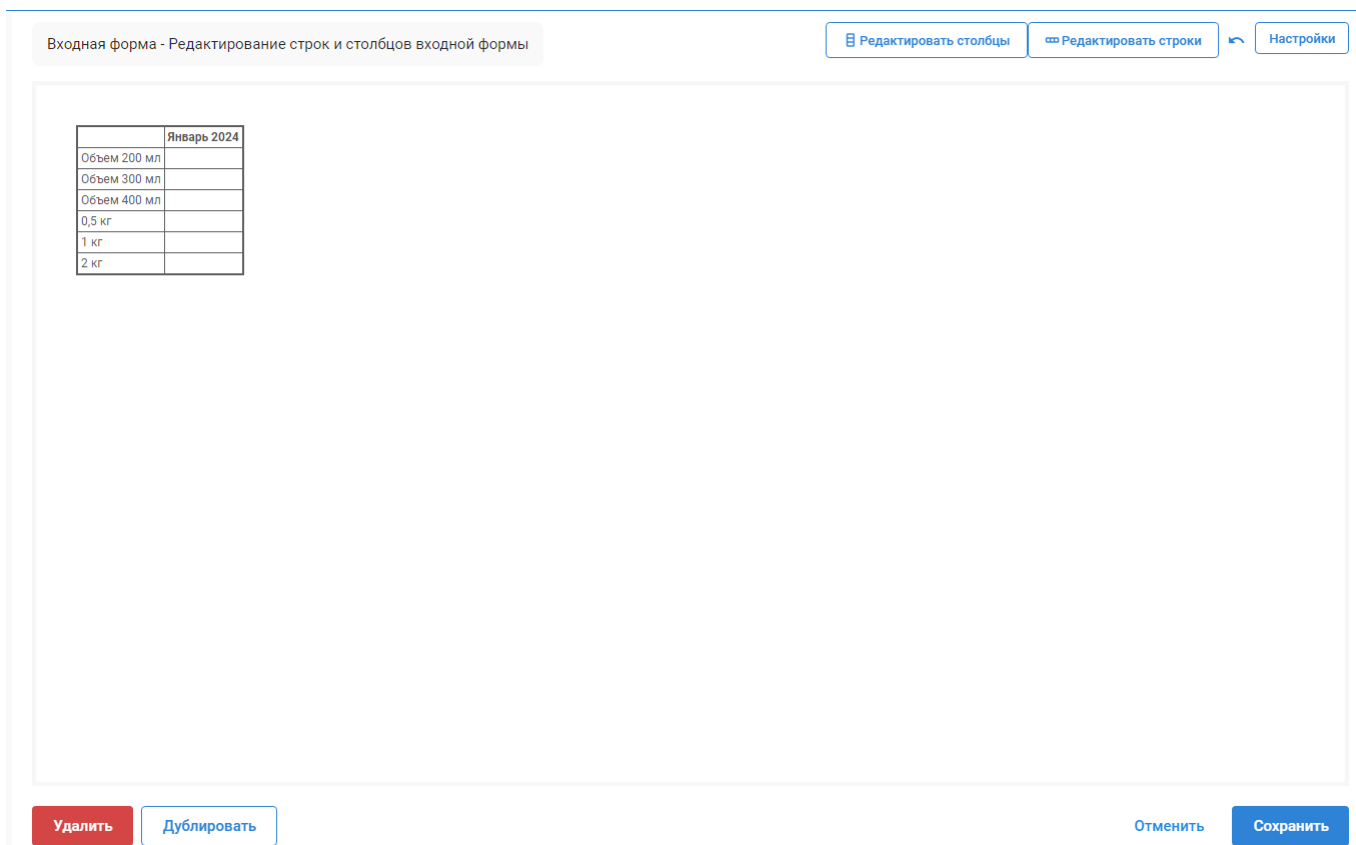 Входная форма - Редактирование строк и столбцов входной формы
Редактировать столбцы
Редактировать строки
Настройки
Январь 2024
Объем 200 мл
Объем 300 мл
Объем 400 мл
0,5 кг
1 кг
2 кг
Удалить
Дублировать
Отменить
Сохранить